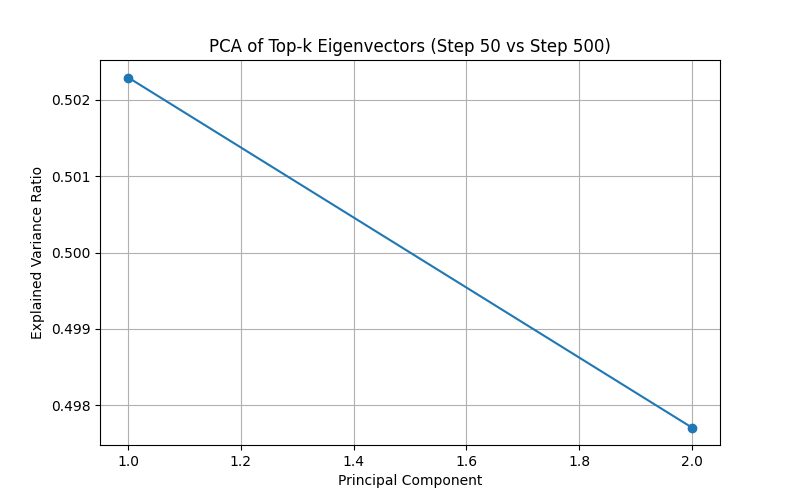 PCA of Top-k Eigenvectors (Step 50 vs Step 500)
Explained Variance Ratio
0.502
0.501
0.500
0.499
0.498
1.0 1.2 1.4 1.6 1.8 2.0
Principal Component